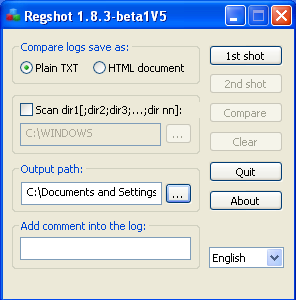 Regshot 1.8.3-beta1V5
Compare logs save as:
Plain TXT
HTML document
1st shot
2nd shot
Scan dir1[;dir2;dir3;...;dir nn]:
C:\WINDOWS
...
Compare
Clear
Output path:
C:\Documents and Settings
...
Quit
About
Add comment into the log:
English